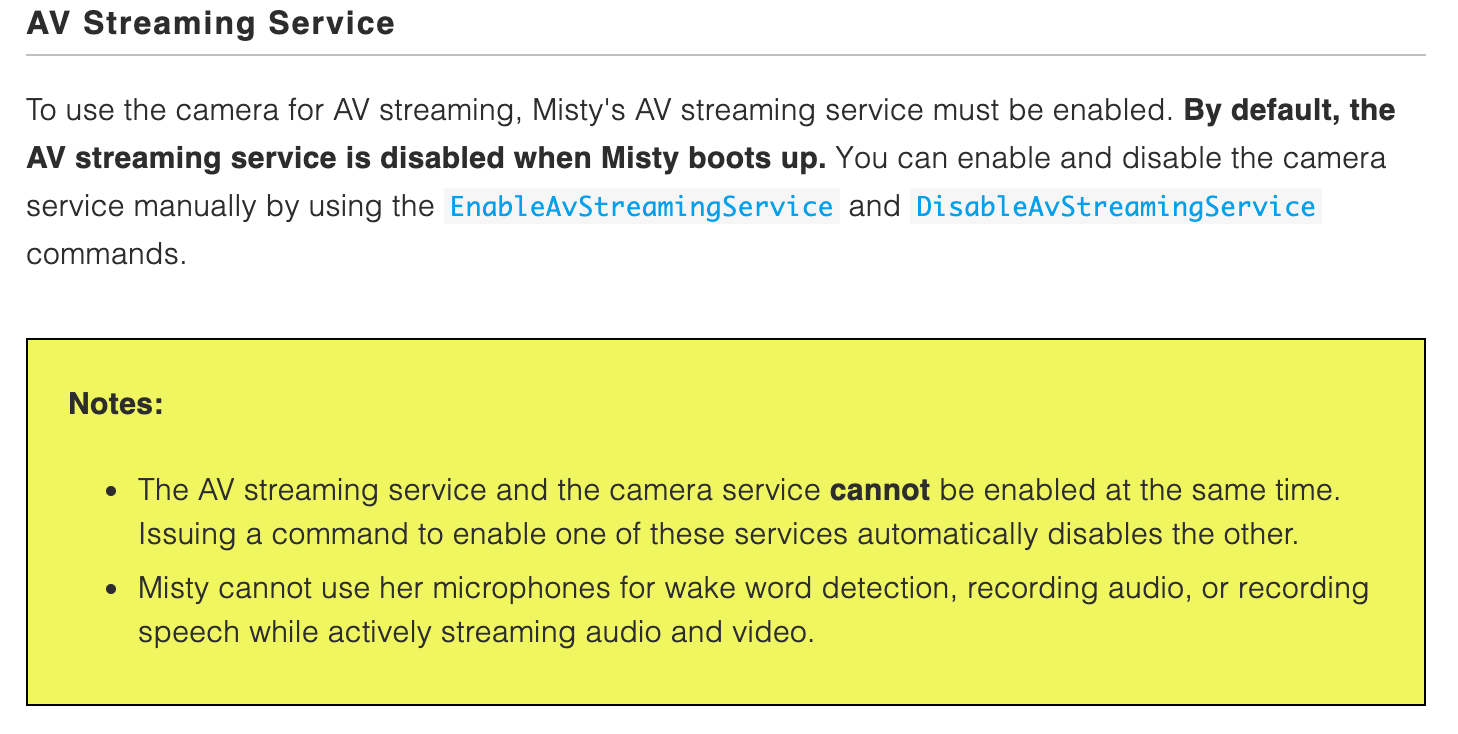 AV Streaming Service
To use the camera for AV streaming, Misty's AV streaming service must be enabled. By default, the
AV streaming service is disabled when Misty boots up. You can enable and disable the camera
service manually by using the EnableAvStreamingService and DisableAvStreamingService
commands.
Notes:
• The AV streaming service and the camera service cannot be enabled at the same time.
Issuing a command to enable one of these services automatically disables the other.
• Misty cannot use her microphones for wake word detection, recording audio, or recording
speech while actively streaming audio and video.